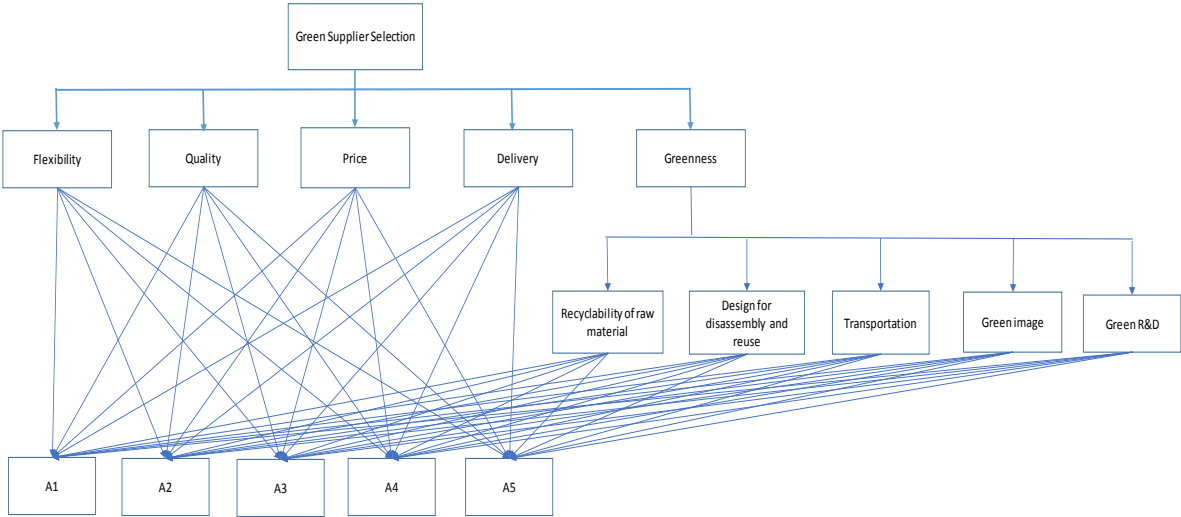 Green Supplier Selection
Flexibility
Quality
Price
Delivery
Greenness
Recyclability of raw
material
Design for
disassembly and
reuse
Transportation
Green image
Green R&D
A1
A2
A3
A4
A5